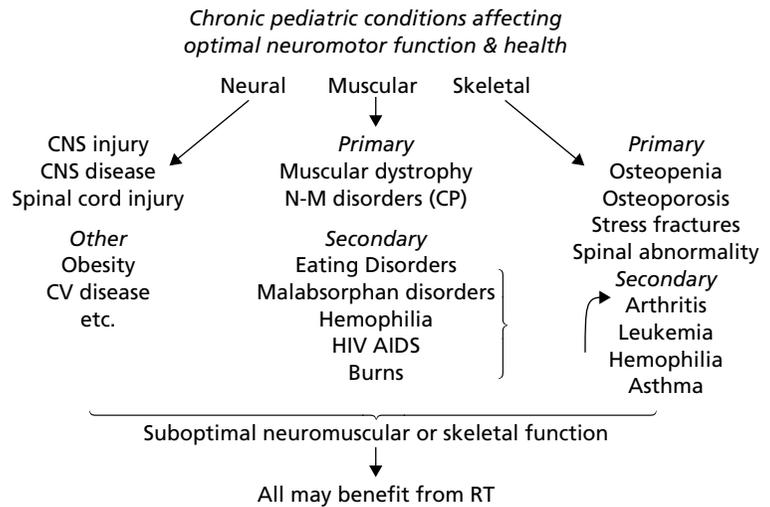 Chronic pediatric conditions affecting
optimal neuromotor function & health
Neural Muscular Skeletal
CNS injury
CNS disease
Spinal cord injury
Other
Obesity
CV disease
etc.
Primary
Muscular dystrophy
N-M disorders (CP)
Secondary
Eating Disorders
Malabsorphan disorders
Hemophilia
HIV AIDS
Burns
Primary
Osteopenia
Osteoporosis
Stress fractures
Spinal abnormality
Secondary
Arthritis
Leukemia
Hemophilia
Asthma
Suboptimal neuromuscular or skeletal function
All may benefit from RT